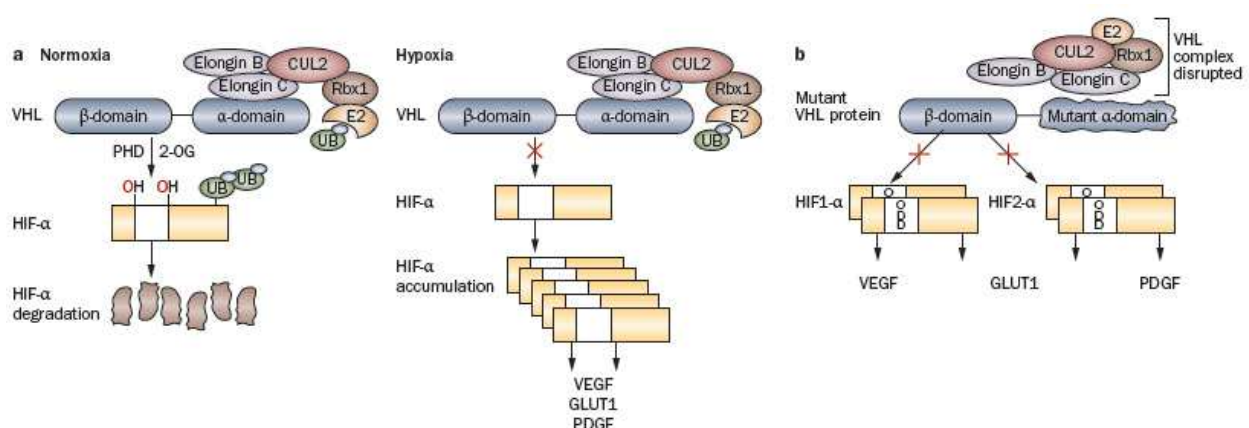 a Normoxia
Elongin B
CUL2
Elongin C
Rbx1
VHL
β-domain
α-domain
E2
UB
PHD 2-OG
OH OH
UB UB
HIF-α
HIF-α
degradation
Hypoxia
Elongin B
CUL2
Elongin C
Rbx1
VHL
β-domain
α-domain
E2
UB
HIF-α
HIF-α
accumulation
VEGF
GLUT1
PDGF
b
E2
CUL2
Rbx1
Elongin B
Elongin C
VHL
complex
disrupted
Mutant
VHL protein
β-domain
Mutant α-domain
HIF1-α
O
O
D
D
HIF2-α
O
O
D
D
VEGF
GLUT1
PDGF